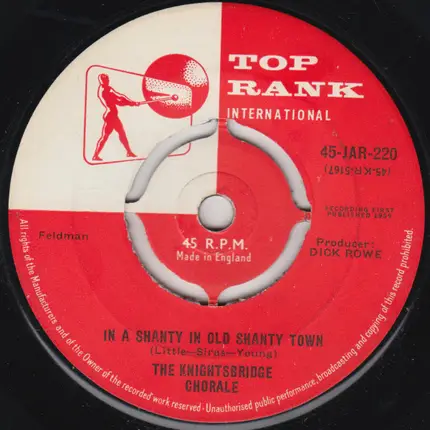 TOP
RANK
INTERNATIONAL
45-JAR-220
(45.K.R/5167)
RECORDING FIRST
PUBLISHED 1959
Feldman
45 R.P.M.
Made in England
Producer:
DICK ROWE
IN A SHANTY IN OLD SHANTY TOWN
(Little—Siras—Young)
THE KNIGHTSBRIDGE
CHORALE
All rights of the Manufacturers and of the Owner of the recorded work reserved - Unauthorised public performance, broadcasting and copying of this record prohibited.